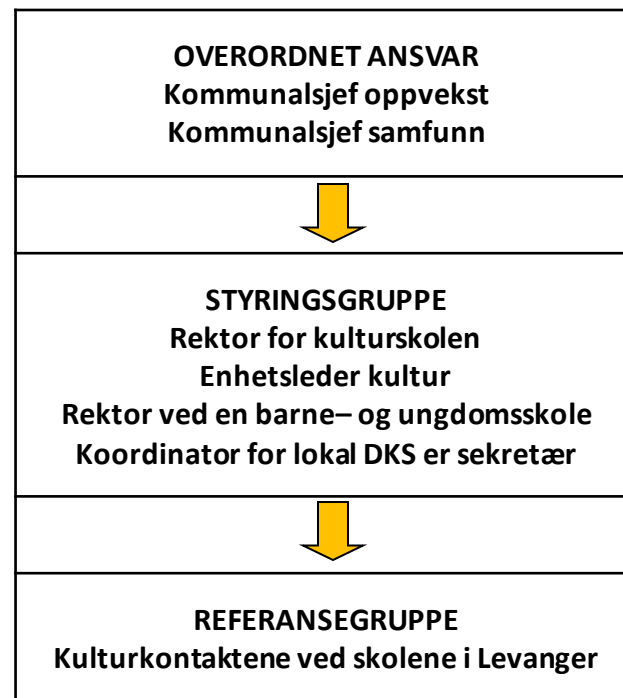 OVERORDNET ANSVAR
Kommunalsjef oppvekst
Kommunalsjef samfunn
STYRINGSGRUPPE
Rektor for kulturskolen
Enhetsleder kultur
Rektor ved en barne– og ungdomsskole
Koordinator for lokal DKS er sekretær
REFERANSEGRUPPE
Kulturkontaktene ved skolene i Levanger